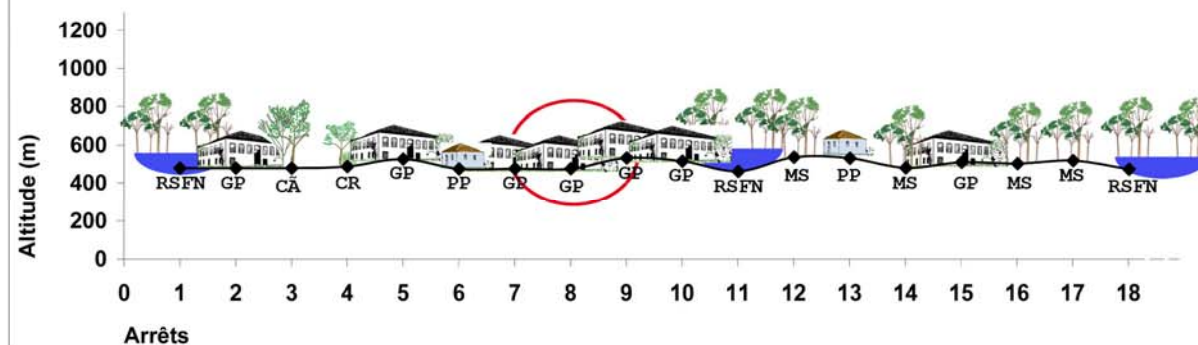 1200
1000
800
600
400
200
0
Altitude (m)
RSFN GP CÃ CR GP PP GP GP GP GP RSFN MS PP MS GP MS MS RSFN
0 1 2 3 4 5 6 7 8 9 10 11 12 13 14 15 16 17 18
Arrêts